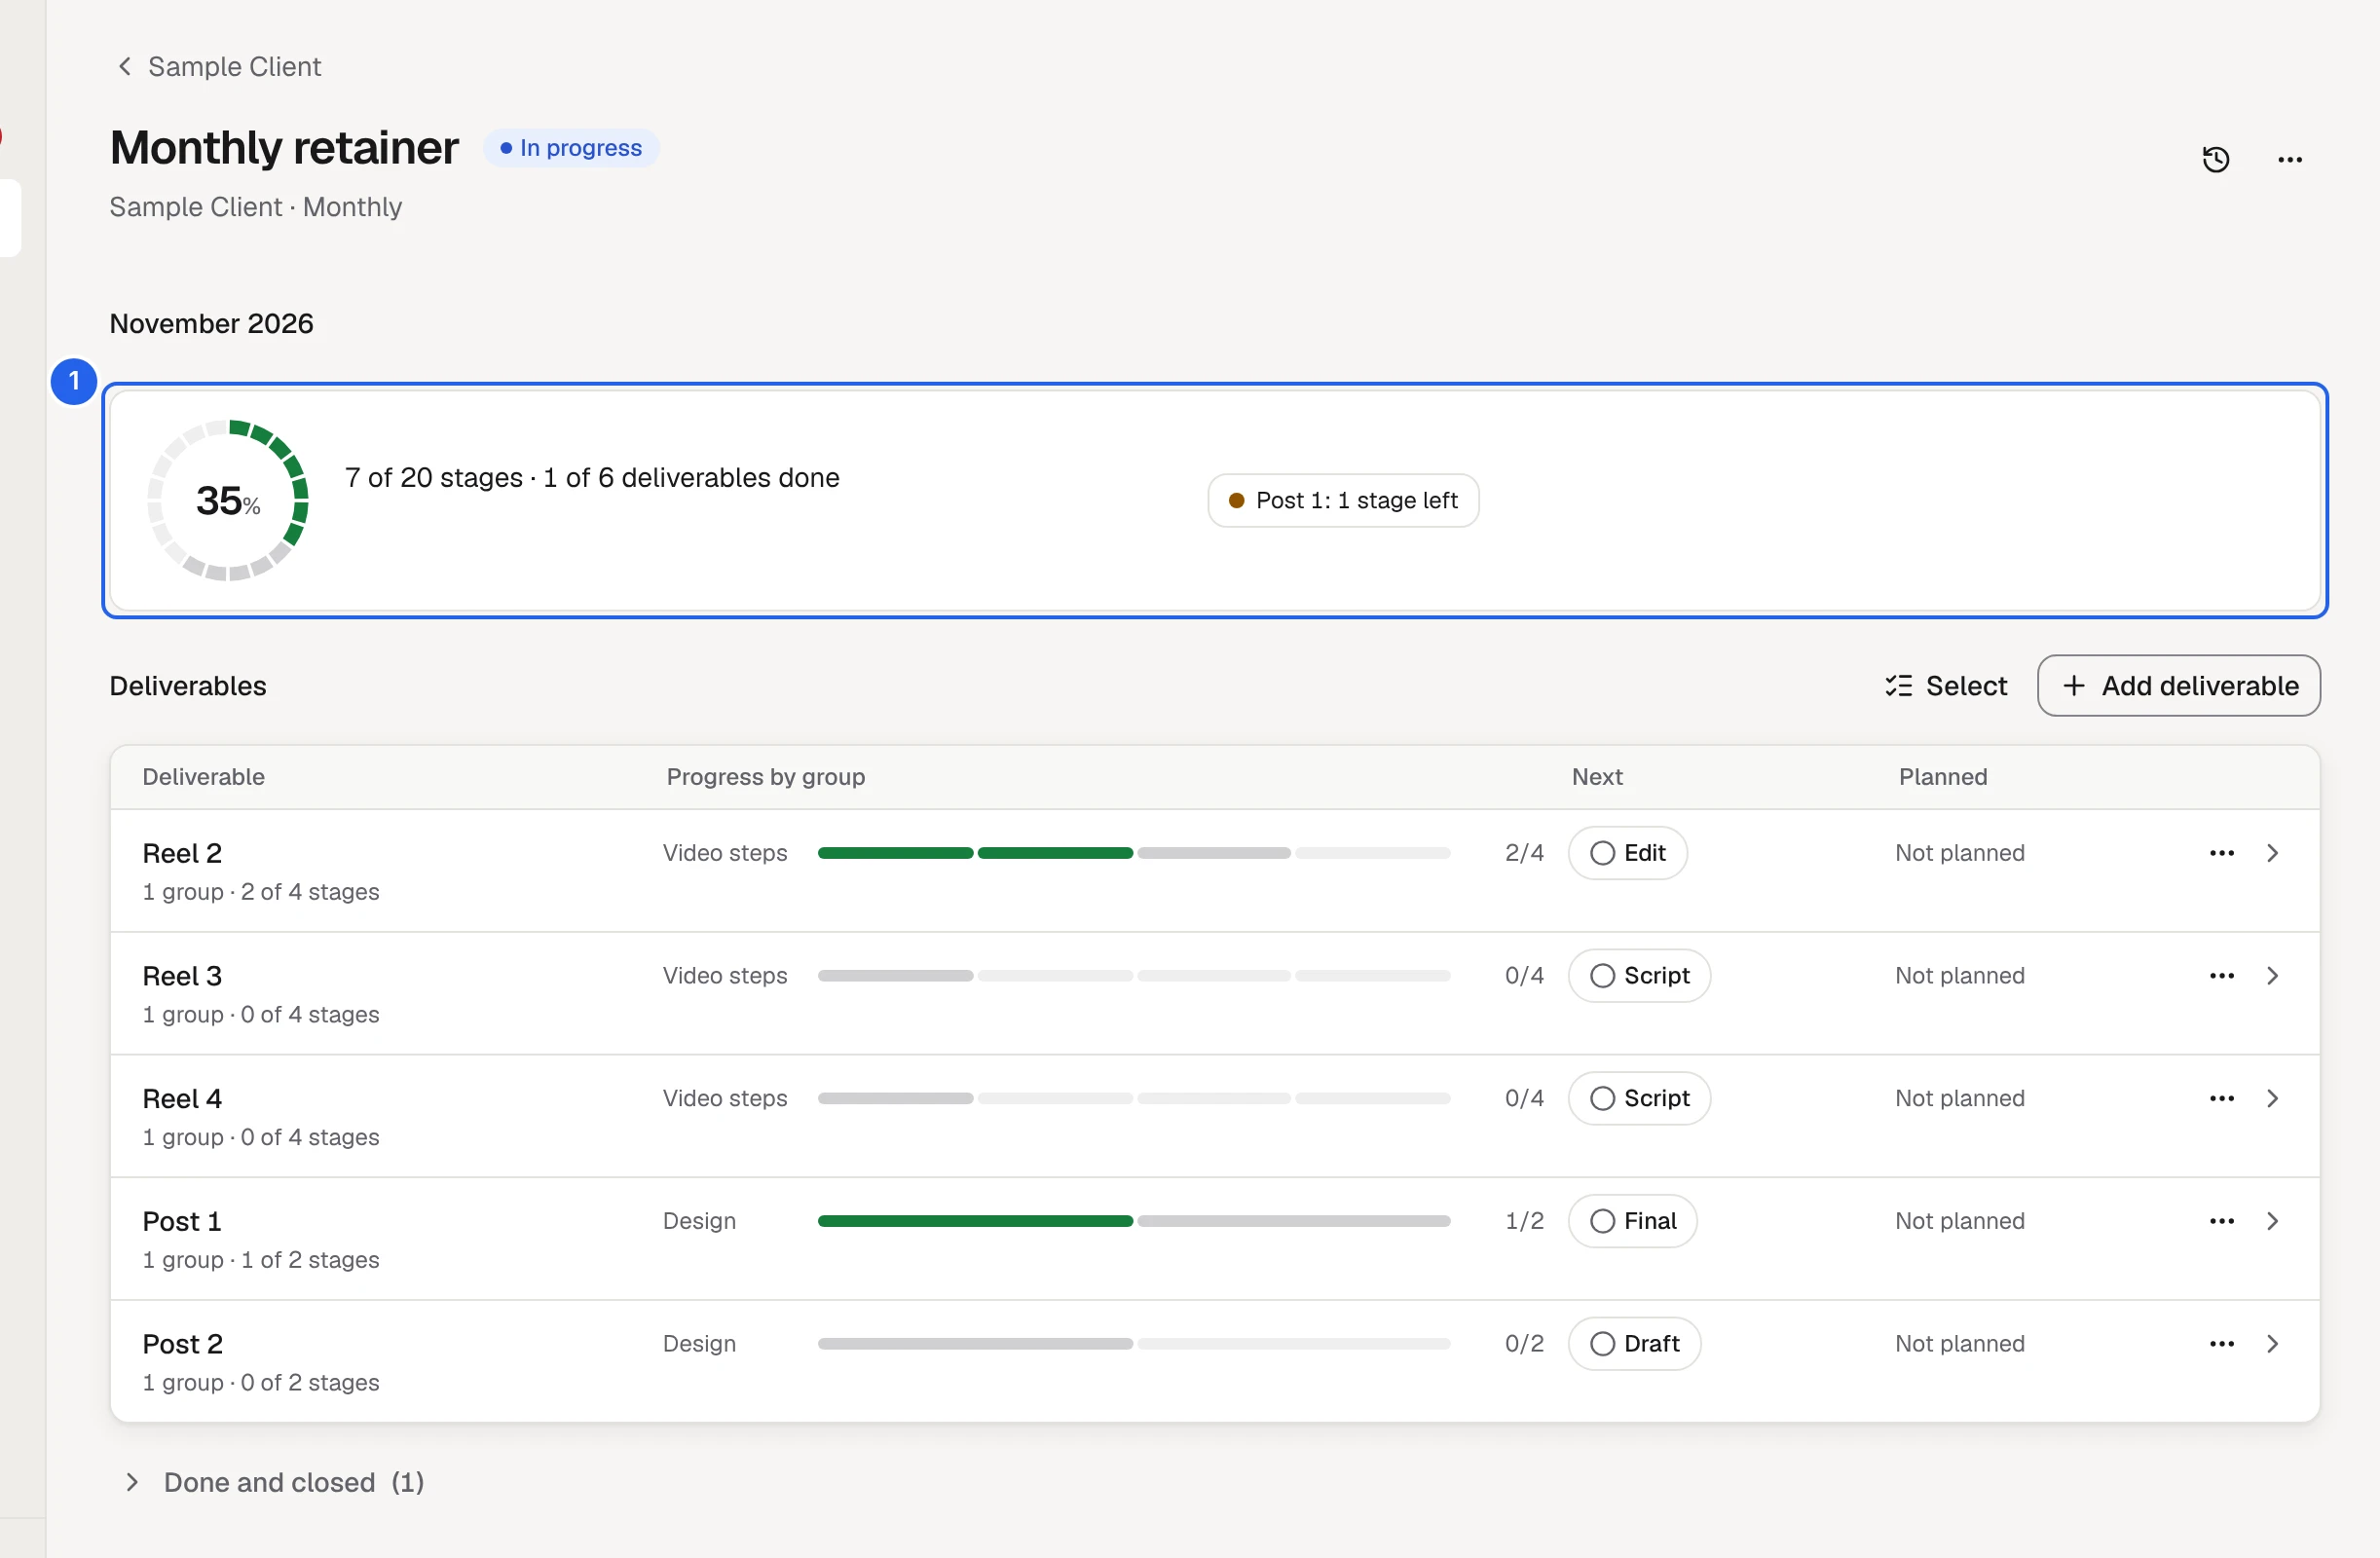 Sample Client
Monthly retainer
In progress
Sample Client · Monthly
November 2026
1
35%
7 of 20 stages · 1 of 6 deliverables done
Post 1: 1 stage left
Deliverables
Select
Add deliverable
Deliverable Progress by group Next Planned
Reel 2 Video steps 2/4 Edit Not planned
1 group · 2 of 4 stages
Reel 3 Video steps 0/4 Script Not planned
1 group · 0 of 4 stages
Reel 4 Video steps 0/4 Script Not planned
1 group · 0 of 4 stages
Post 1 Design 1/2 Final Not planned
1 group · 1 of 2 stages
Post 2 Design 0/2 Draft Not planned
1 group · 0 of 2 stages
Done and closed (1)